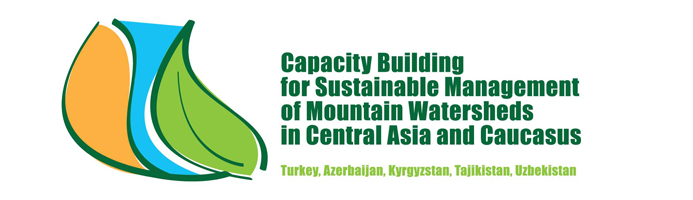 Capacity Building
for Sustainable Management
of Mountain Watersheds
in Central Asia and Caucasus
Turkey, Azerbaijan, Kyrgyzstan, Tajikistan, Uzbekistan